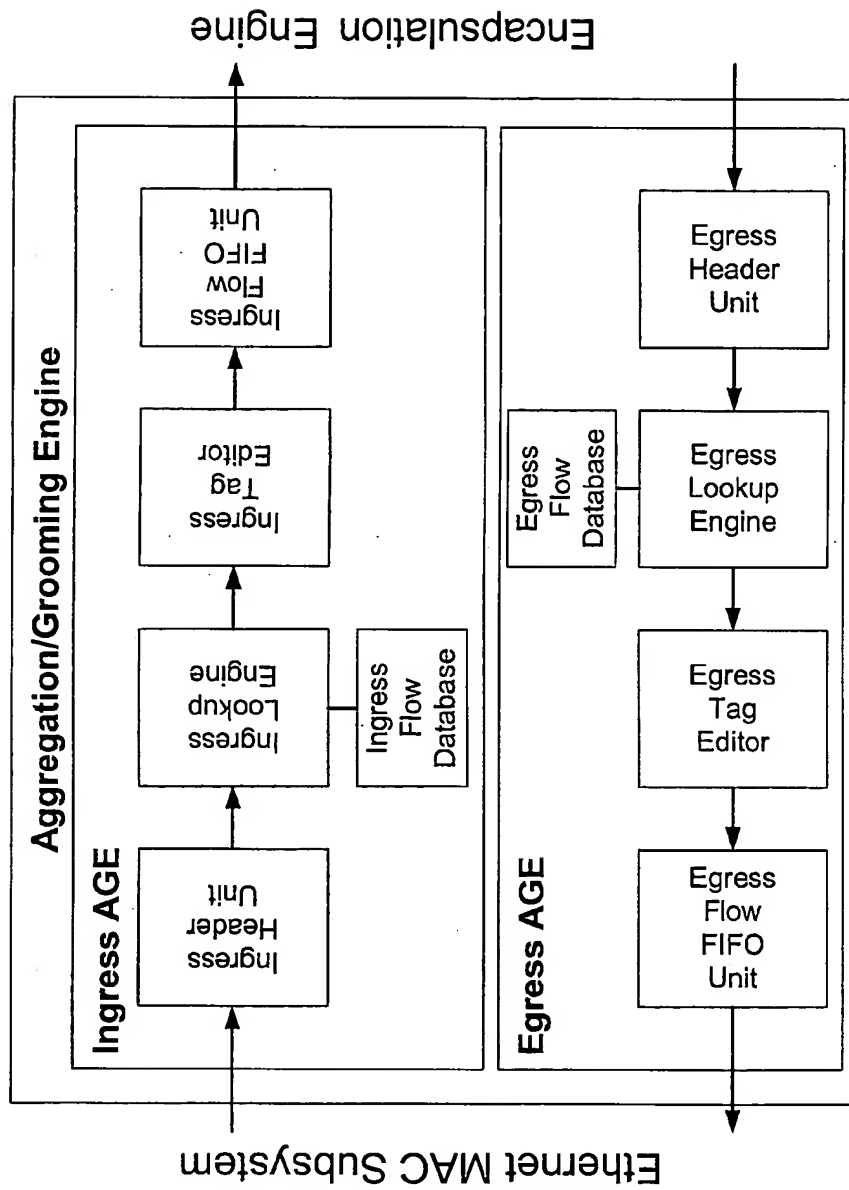 Aggregation/Grooming Engine
Ethernet MAC Subsystem
Encapsulation Engine
Ingress AGE
Ingress
Header
Unit
Ingress
Lookup
Engine
Ingress
Flow
Database
Ingress
Tag
Editor
Ingress
Flow
FIFO
Unit
Egress AGE
Egress
Flow
FIFO
Unit
Egress
Tag
Editor
Egress
Flow
Database
Egress
Lookup
Engine
Egress
Header
Unit